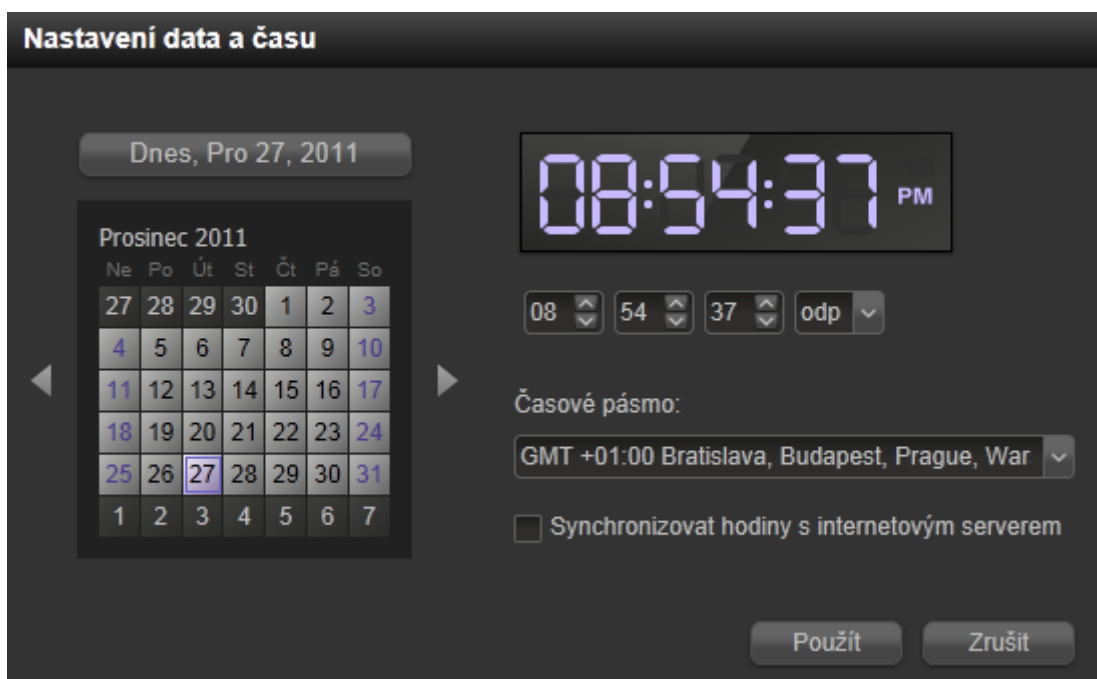 Nastavení data a času
Dnes, Pro 27, 2011
Prosinec 2011
Ne Po Út St Čt Pá So
27 28 29 30 1 2 3
4 5 6 7 8 9 10
11 12 13 14 15 16 17
18 19 20 21 22 23 24
25 26 27 28 29 30 31
1 2 3 4 5 6 7
AM
08:54:37 PM
08 54 37 odp
Časové pásmo:
GMT +01:00 Bratislava, Budapest, Prague, War
Synchronizovat hodiny s internetovým serverem
Použít Zrušit